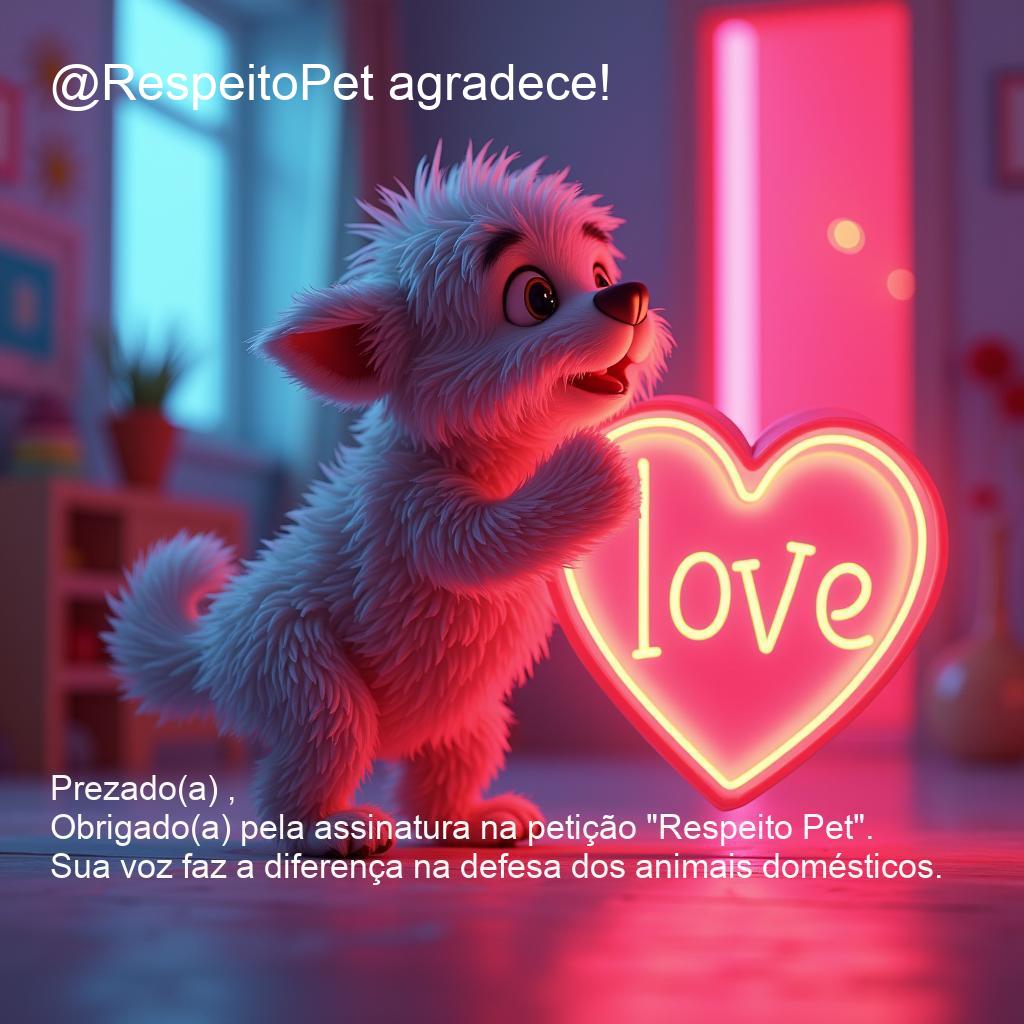 @RespeitoPet agradece!
love
Prezado(a) ,
Obrigado(a) pela assinatura na petição "Respeito Pet".
Sua voz faz a diferença na defesa dos animais domésticos.